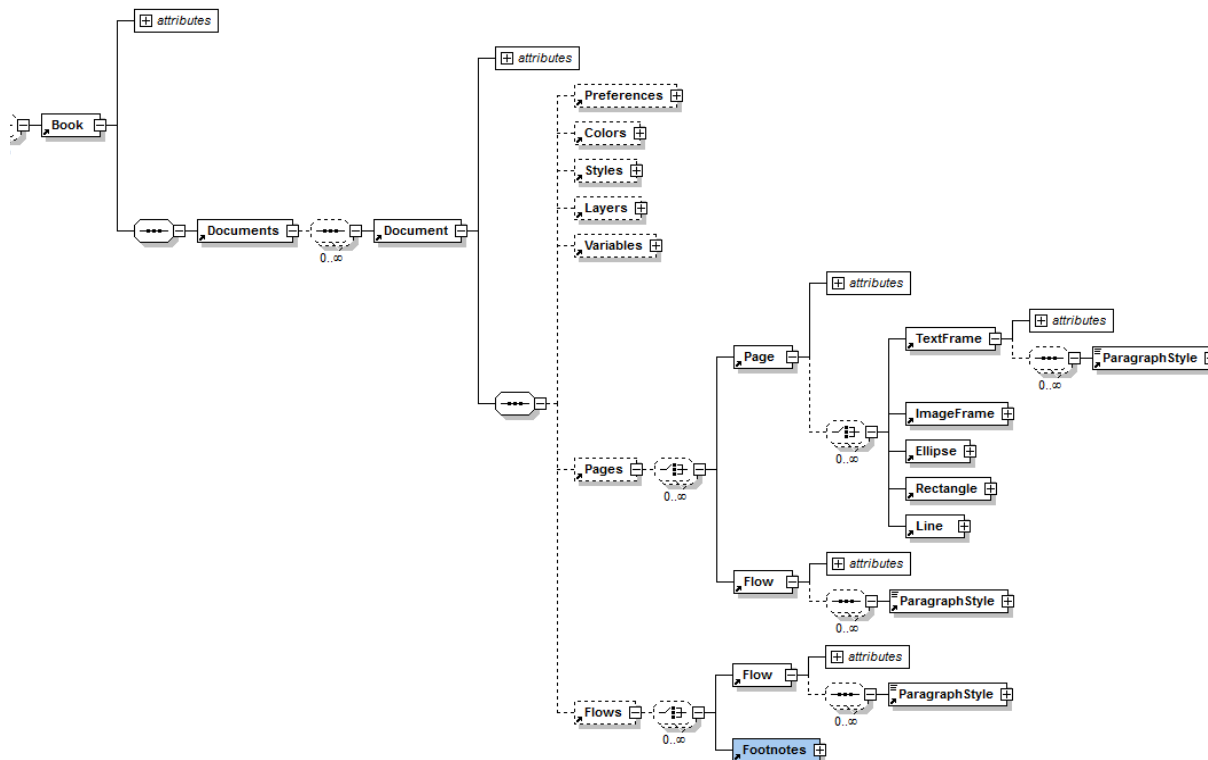 attributes
attributes
Preferences
Colors
Book
Styles
Layers
Documents
Document
Variables
0..∞
attributes
attributes
TextFrame
Page
ParagraphStyle
0..∞
ImageFrame
Ellipse
0..∞
Pages
Rectangle
0..∞
Line
attributes
Flow
ParagraphStyle
0..∞
attributes
Flow
ParagraphStyle
Flows
0..∞
0..∞
Footnotes